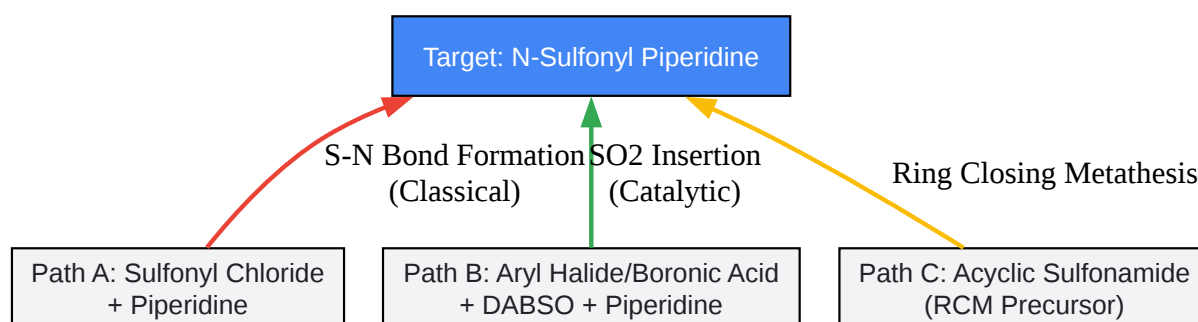 Target: N-Sulfonyl Piperidine
S-N Bond Formation
(Classical)
SO2 Insertion
(Catalytic)
Ring Closing Metathesis
Path A: Sulfonyl Chloride
+ Piperidine
Path B: Aryl Halide/Boronic Acid
+ DABSO + Piperidine
Path C: Acyclic Sulfonamide
(RCM Precursor)